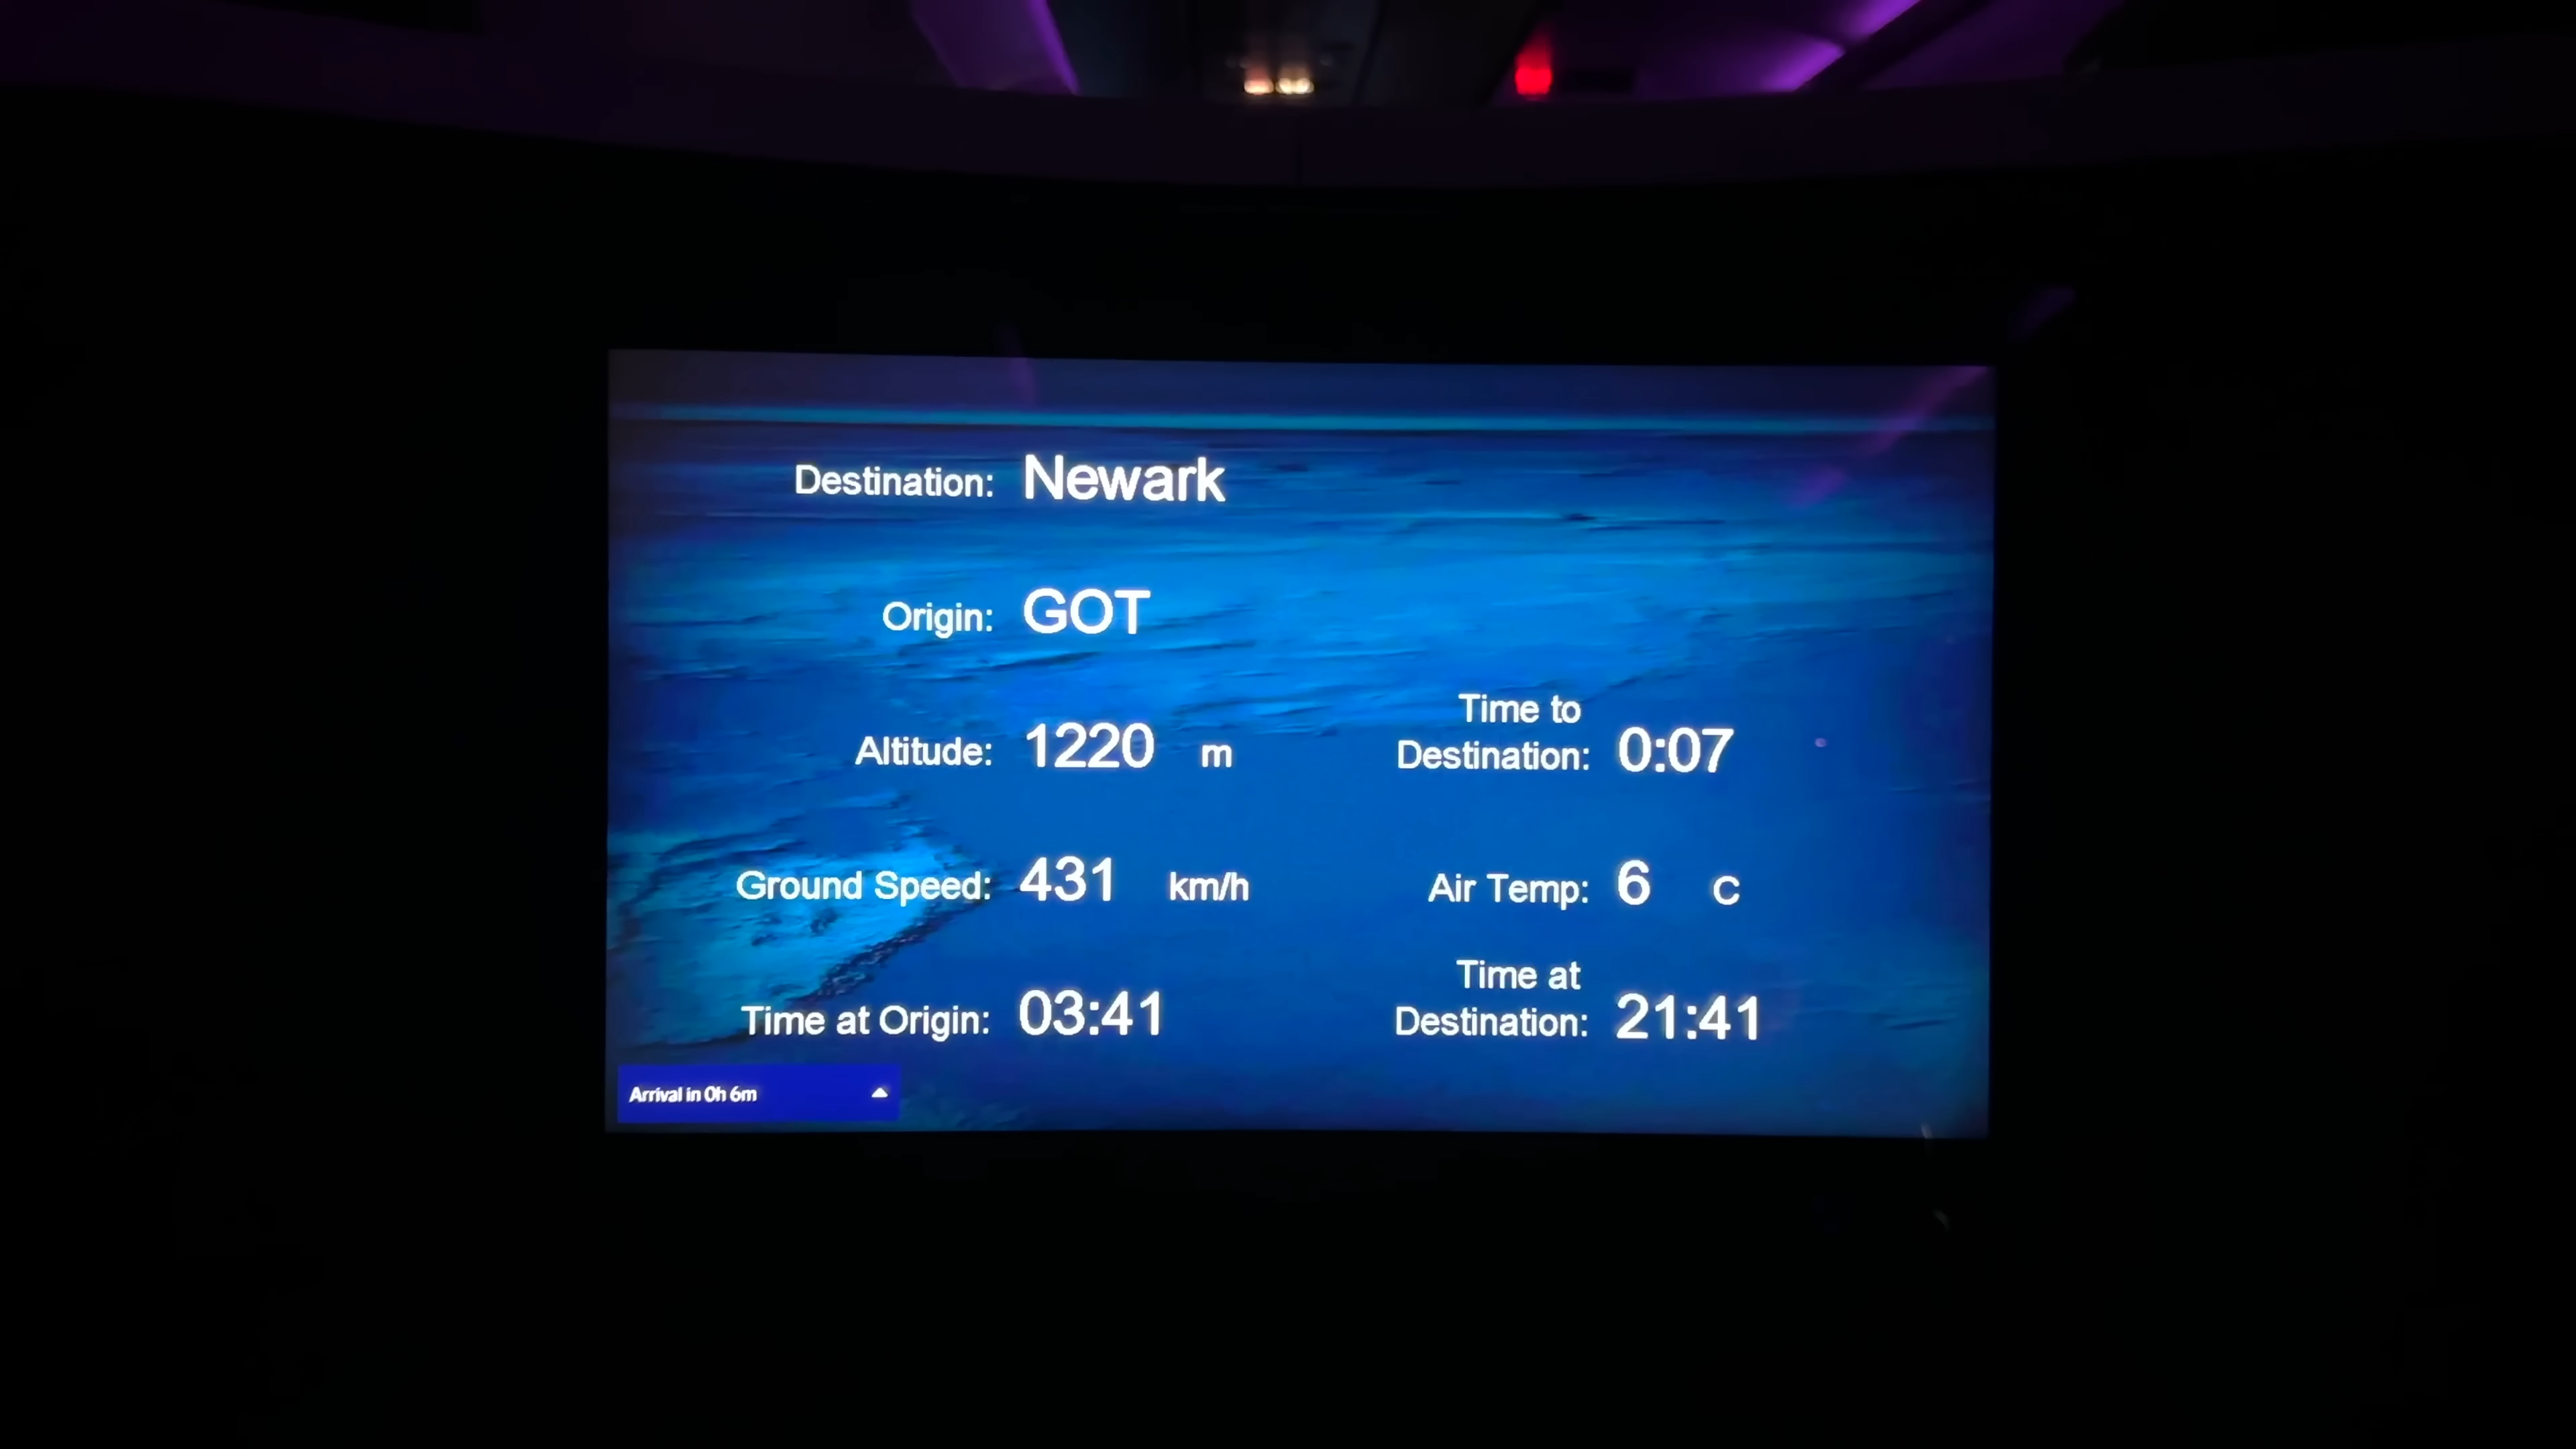 Destination: Newark
Origin: GOT
Altitude: 1220 m
Time to
Destination: 0:07
Ground Speed: 431 km/h
Air Temp: 6 C
Time at Origin: 03:41
Time at
Destination: 21:41
Arrival in 0h 6m